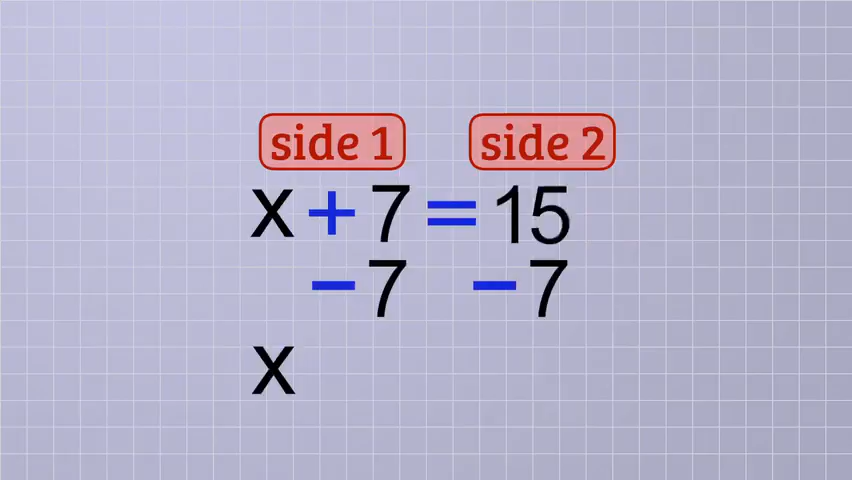 side 1 side 2
x + 7 = 15
− 7 − 7
x